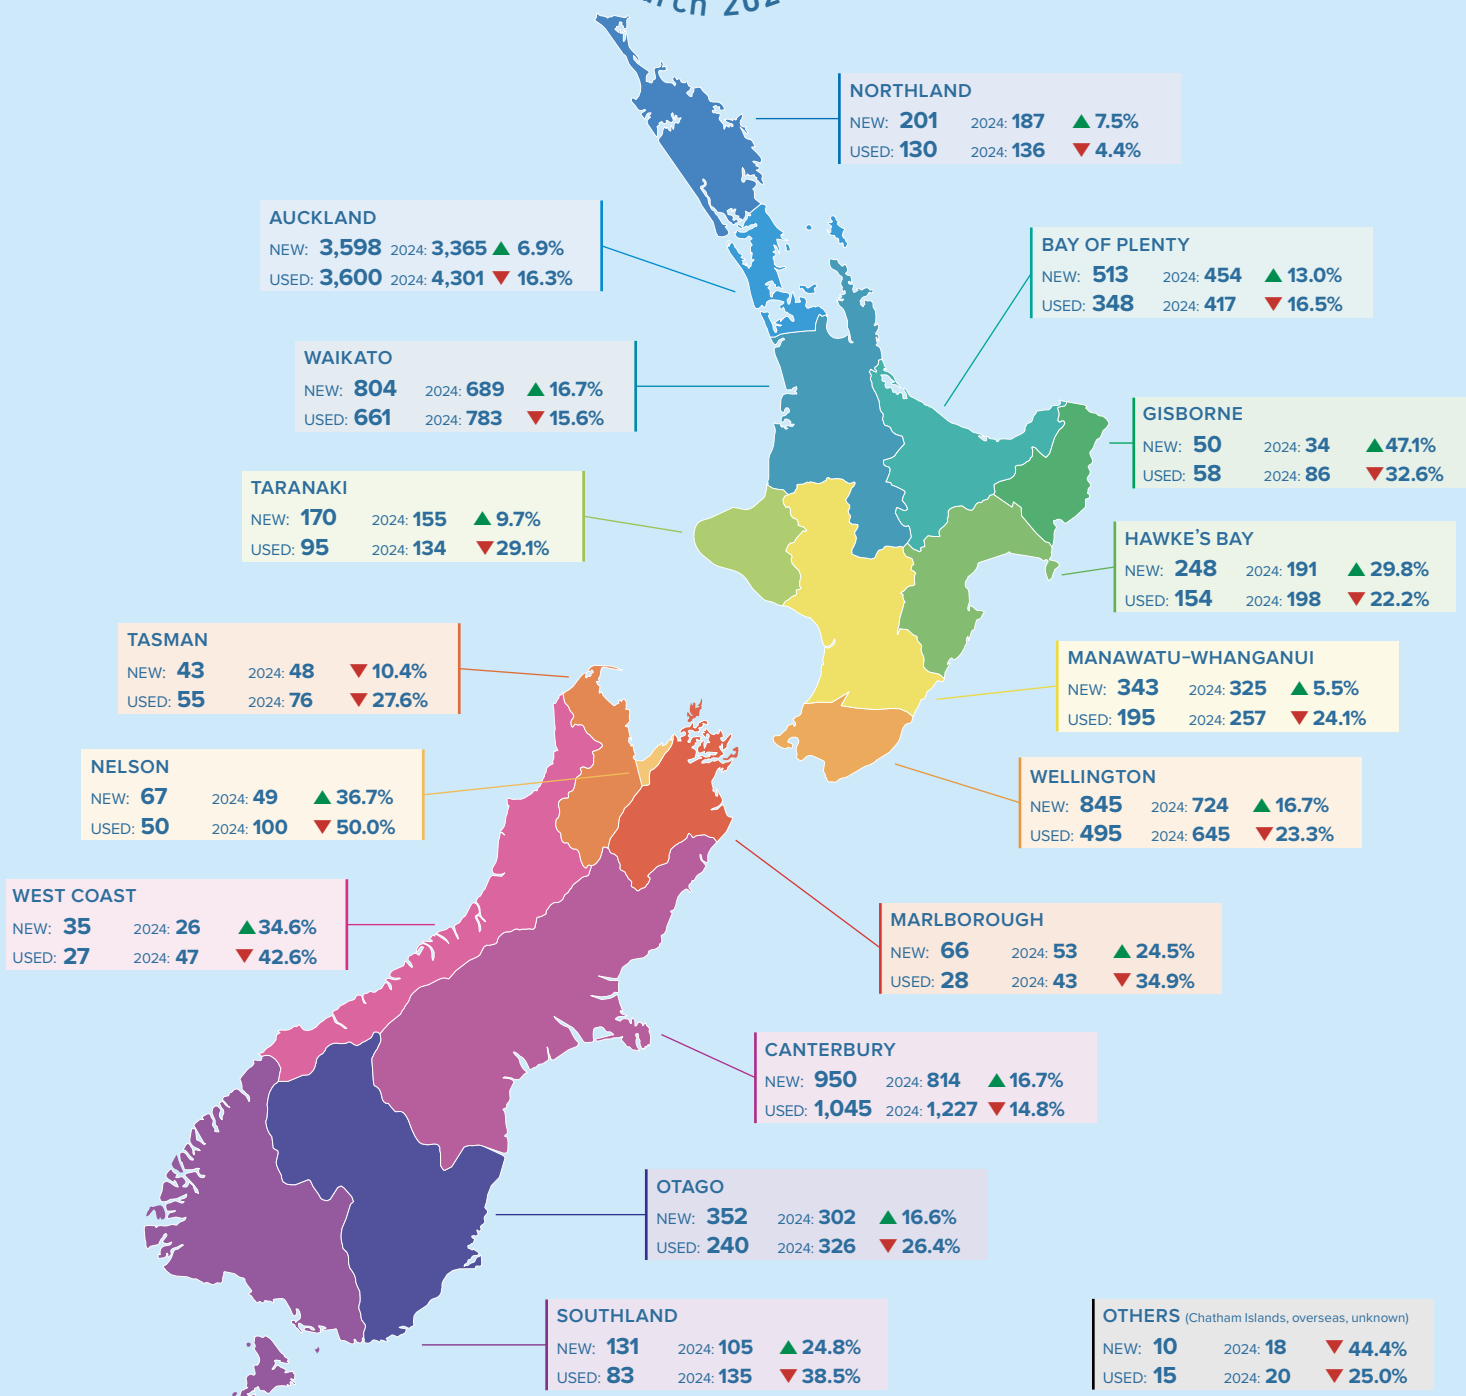 NORTHLAND
NEW: 201 2024: 187 ▲ 7.5%
USED: 130 2024: 136 ▼ 4.4%
AUCKLAND
NEW: 3,598 2024: 3,365 ▲ 6.9%
USED: 3,600 2024: 4,301 ▼ 16.3%
BAY OF PLENTY
NEW: 513 2024: 454 ▲ 13.0%
USED: 348 2024: 417 ▼ 16.5%
WAIKATO
NEW: 804 2024: 689 ▲ 16.7%
USED: 661 2024: 783 ▼ 15.6%
GISBORNE
NEW: 50 2024: 34 ▲ 47.1%
USED: 58 2024: 86 ▼ 32.6%
TARANAKI
NEW: 170 2024: 155 ▲ 9.7%
USED: 95 2024: 134 ▼ 29.1%
HAWKE'S BAY
NEW: 248 2024: 191 ▲ 29.8%
USED: 154 2024: 198 ▼ 22.2%
TASMAN
NEW: 43 2024: 48 ▼ 10.4%
USED: 55 2024: 76 ▼ 27.6%
MANAWATU-WHANGANUI
NEW: 343 2024: 325 ▲ 5.5%
USED: 195 2024: 257 ▼ 24.1%
NELSON
NEW: 67 2024: 49 ▲ 36.7%
USED: 50 2024: 100 ▼ 50.0%
WELLINGTON
NEW: 845 2024: 724 ▲ 16.7%
USED: 495 2024: 645 ▼ 23.3%
WEST COAST
NEW: 35 2024: 26 ▲ 34.6%
USED: 27 2024: 47 ▼ 42.6%
MARLBOROUGH
NEW: 66 2024: 53 ▲ 24.5%
USED: 28 2024: 43 ▼ 34.9%
CANTERBURY
NEW: 950 2024: 814 ▲ 16.7%
USED: 1,045 2024: 1,227 ▼ 14.8%
OTAGO
NEW: 352 2024: 302 ▲ 16.6%
USED: 240 2024: 326 ▼ 26.4%
SOUTHLAND
NEW: 131 2024: 105 ▲ 24.8%
USED: 83 2024: 135 ▼ 38.5%
OTHERS (Chatham Islands, overseas, unknown)
NEW: 10 2024: 18 ▼ 44.4%
USED: 15 2024: 20 ▼ 25.0%